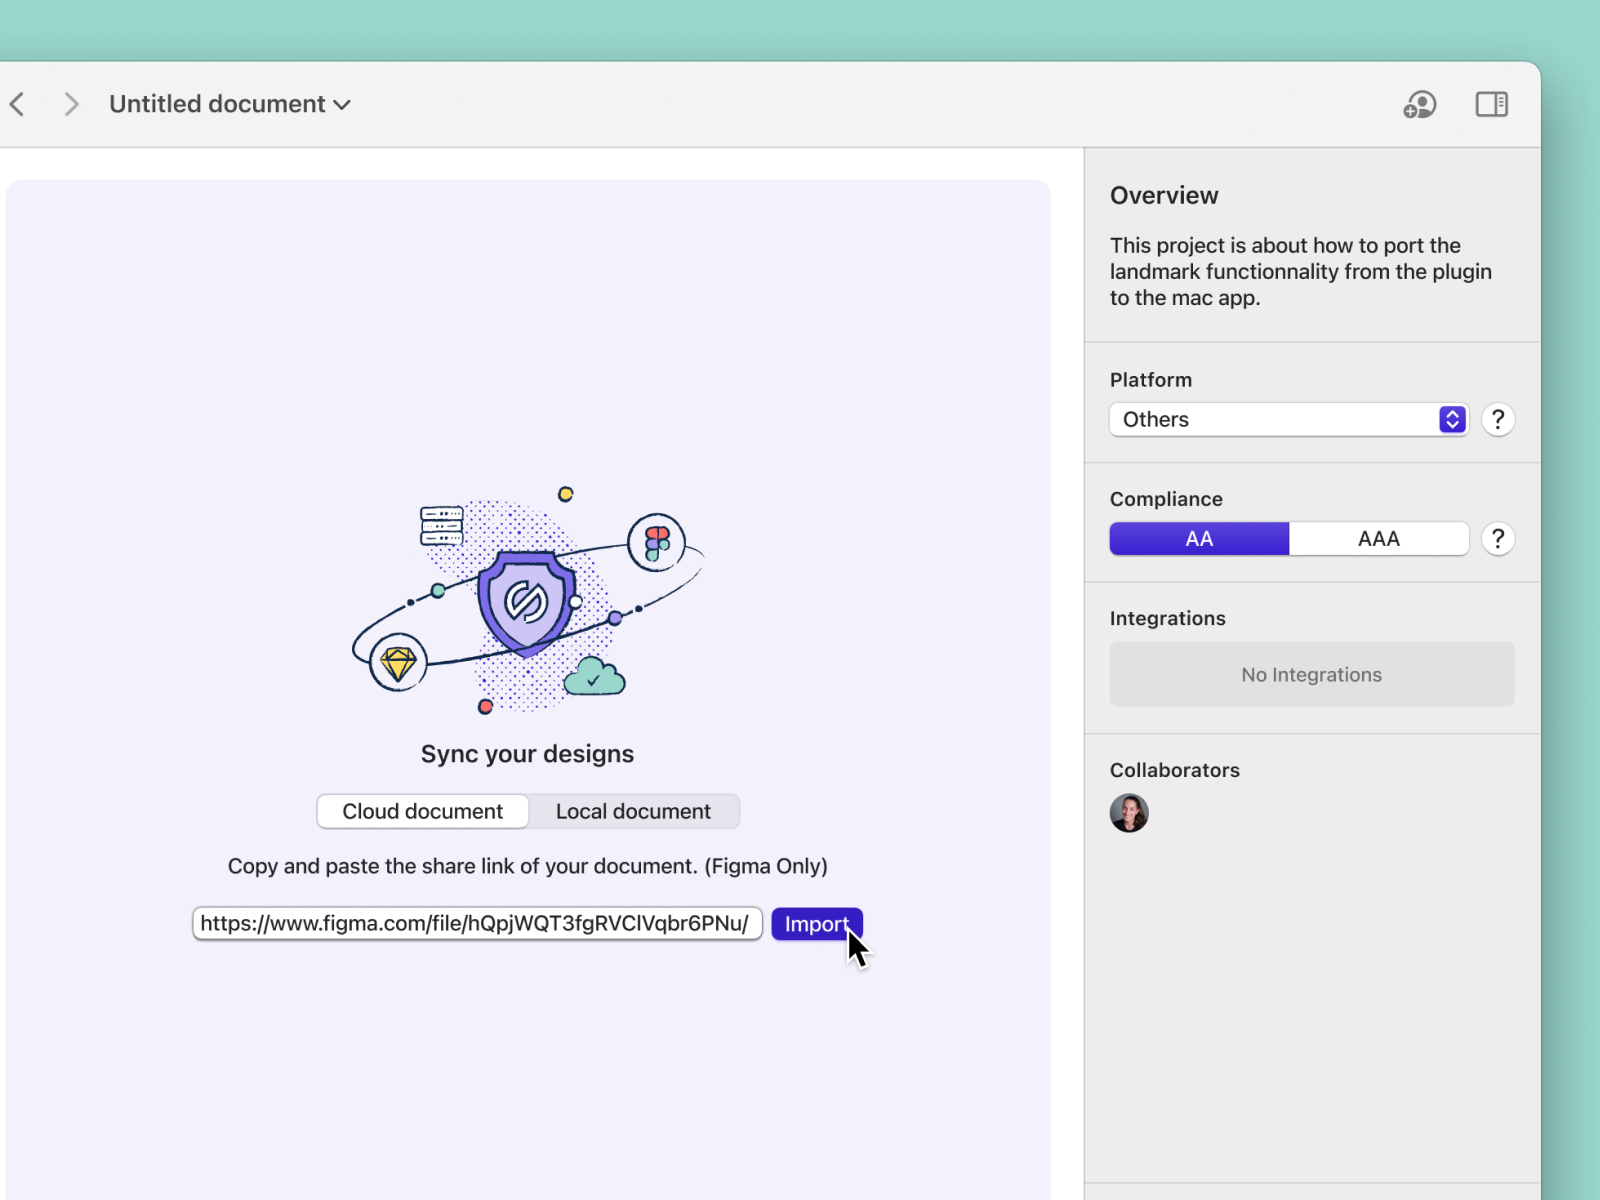 Untitled document
Overview
This project is about how to port the
landmark functionnality from the plugin
to the mac app.
Platform
Others
?
Compliance
AA
AAA
?
Integrations
No Integrations
Collaborators
Sync your designs
Cloud document
Local document
Copy and paste the share link of your document. (Figma Only)
https://www.figma.com/file/hQpjWQT3fgRVClVqbr6PNu/
Import